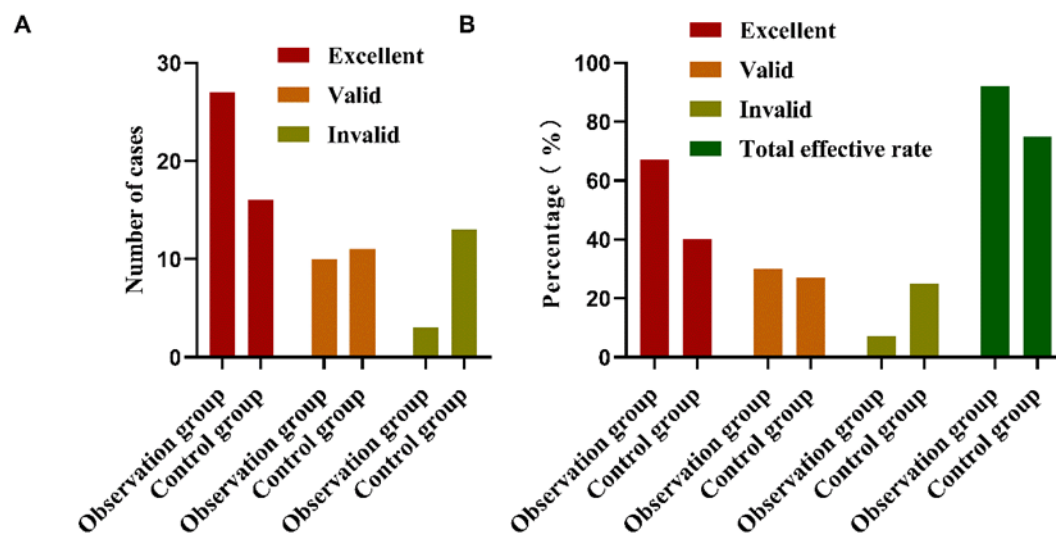 A
Number of cases
30
20
10
0
Excellent
Valid
Invalid
Observation group
Control group
Observation group
Control group
Observation group
Control group
B
Percentage ( %)
100
80
60
40
20
0
Excellent
Valid
Invalid
Total effective rate
Observation group
Control group
Observation group
Control group
Observation group
Control group
Observation group
Control group